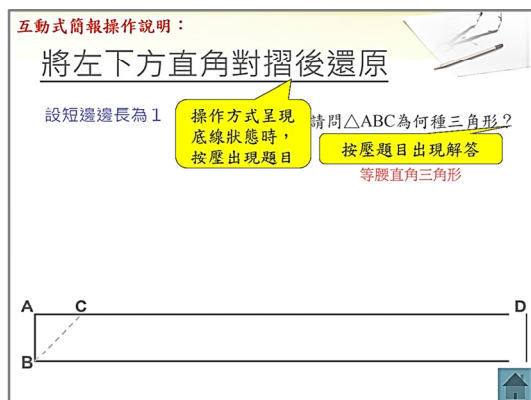 互動式簡報操作說明：
將左下方直角對摺後還原
設短邊邊長為１
操作方式呈現
底線狀態時，
按壓出現題目
請問△ABC為何種三角形？
按壓題目出現解答
等腰直角三角形
A C D
B